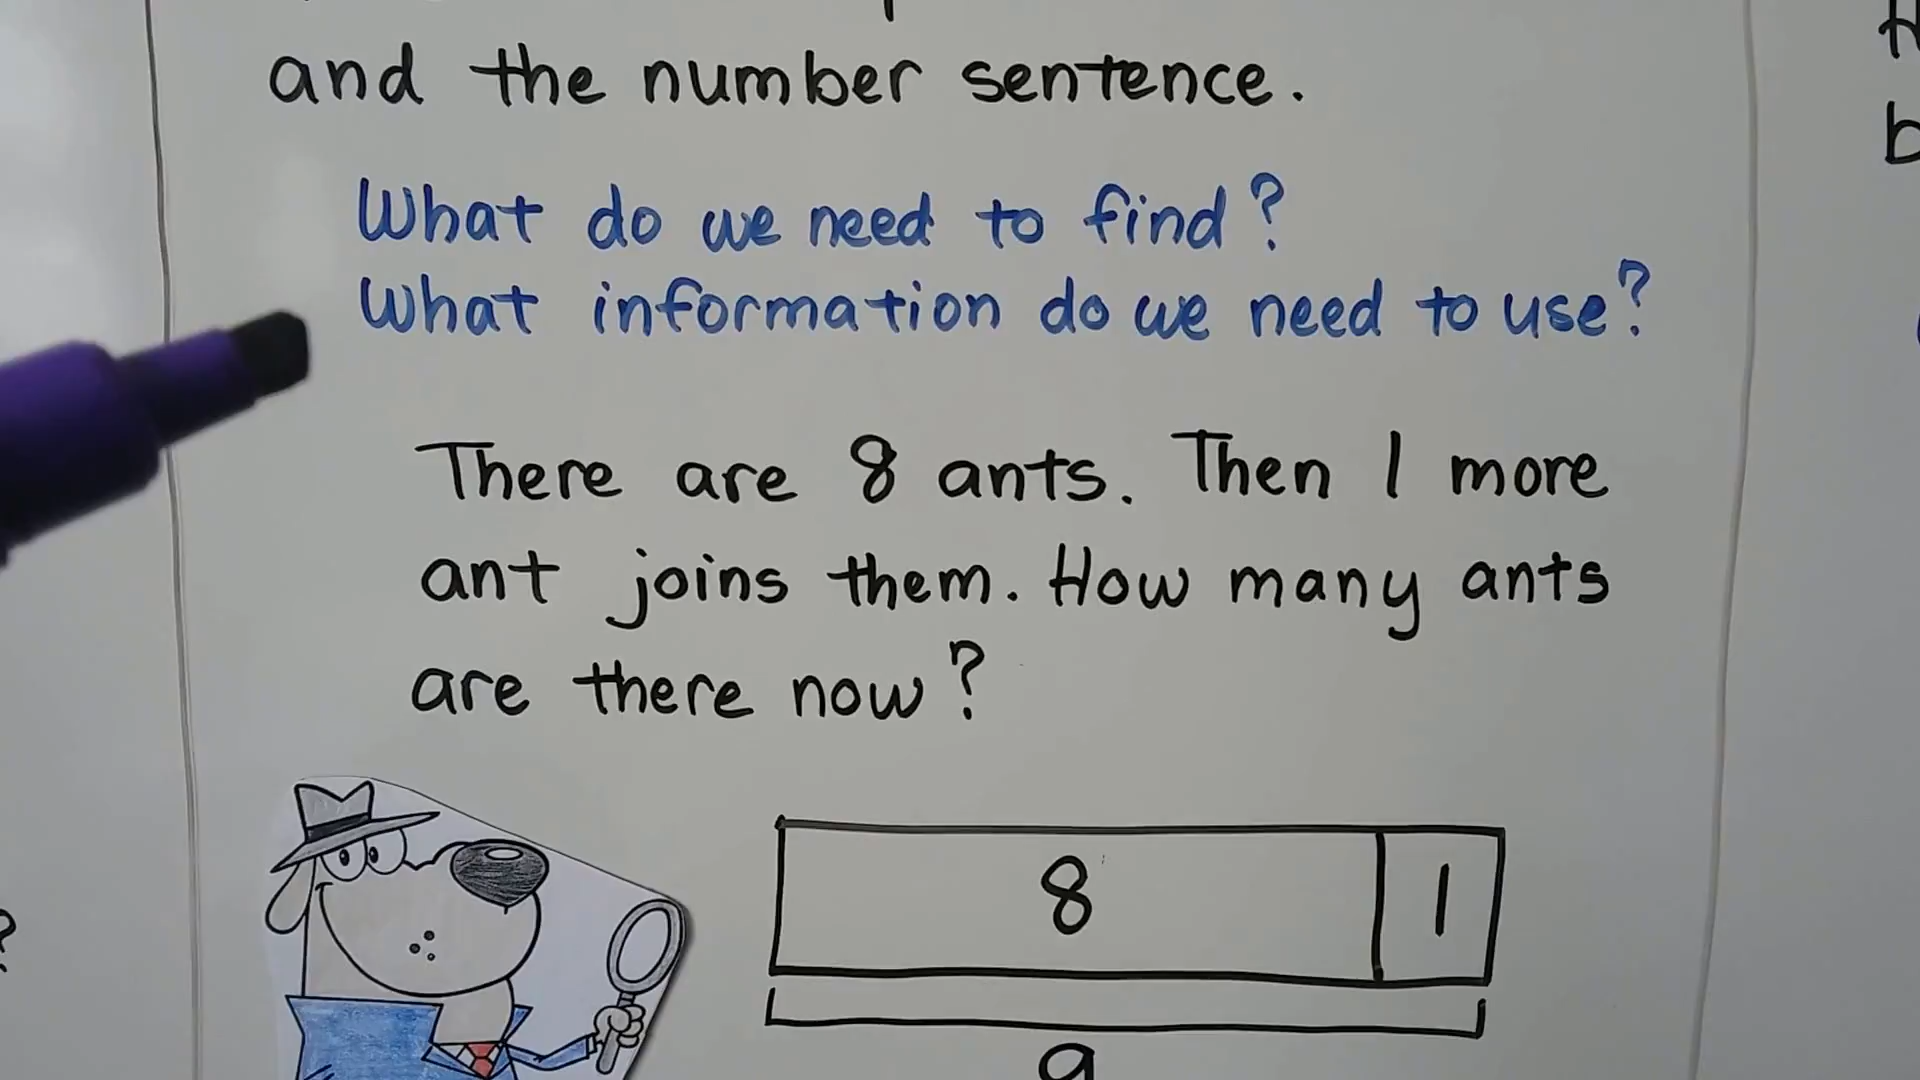 and the number sentence.
What do we need to find?
What information do we need to use?
There are 8 ants. Then 1 more
ant joins them. How many ants
are there now?
8 1
9
b
?